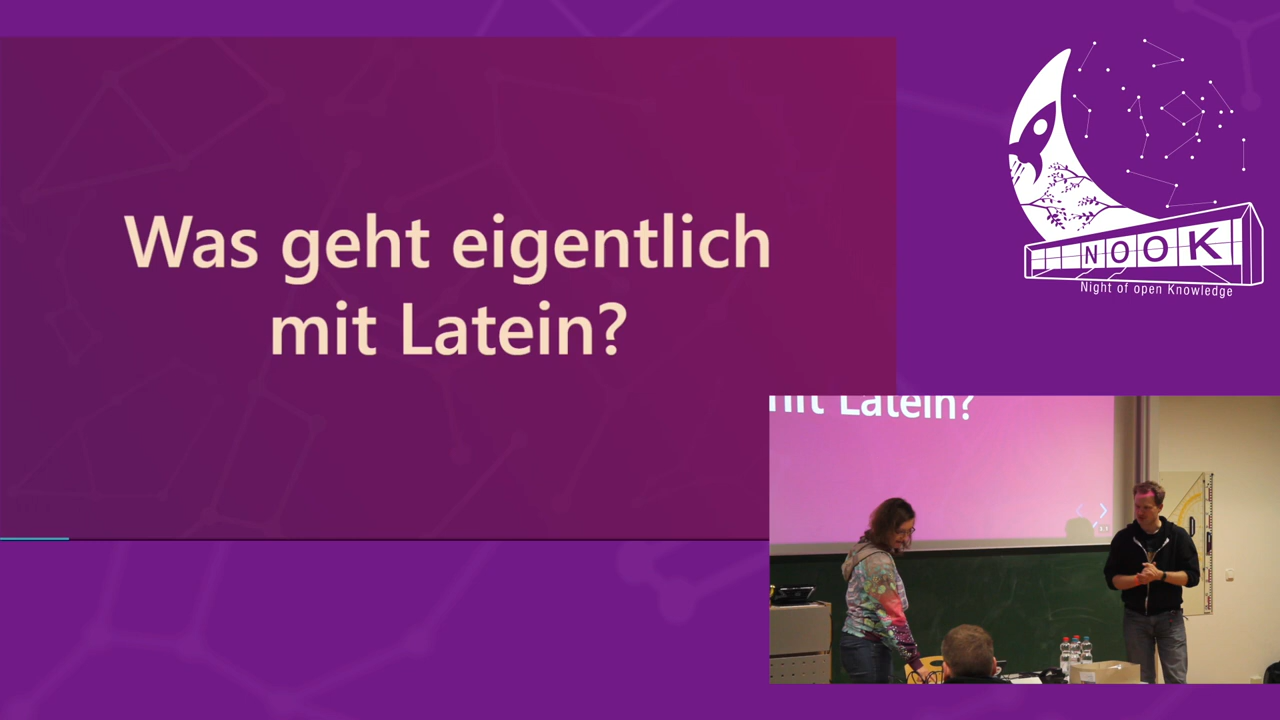 Was geht eigentlich
mit Latein?
NOOK
Night of open Knowledge
mit Latein?